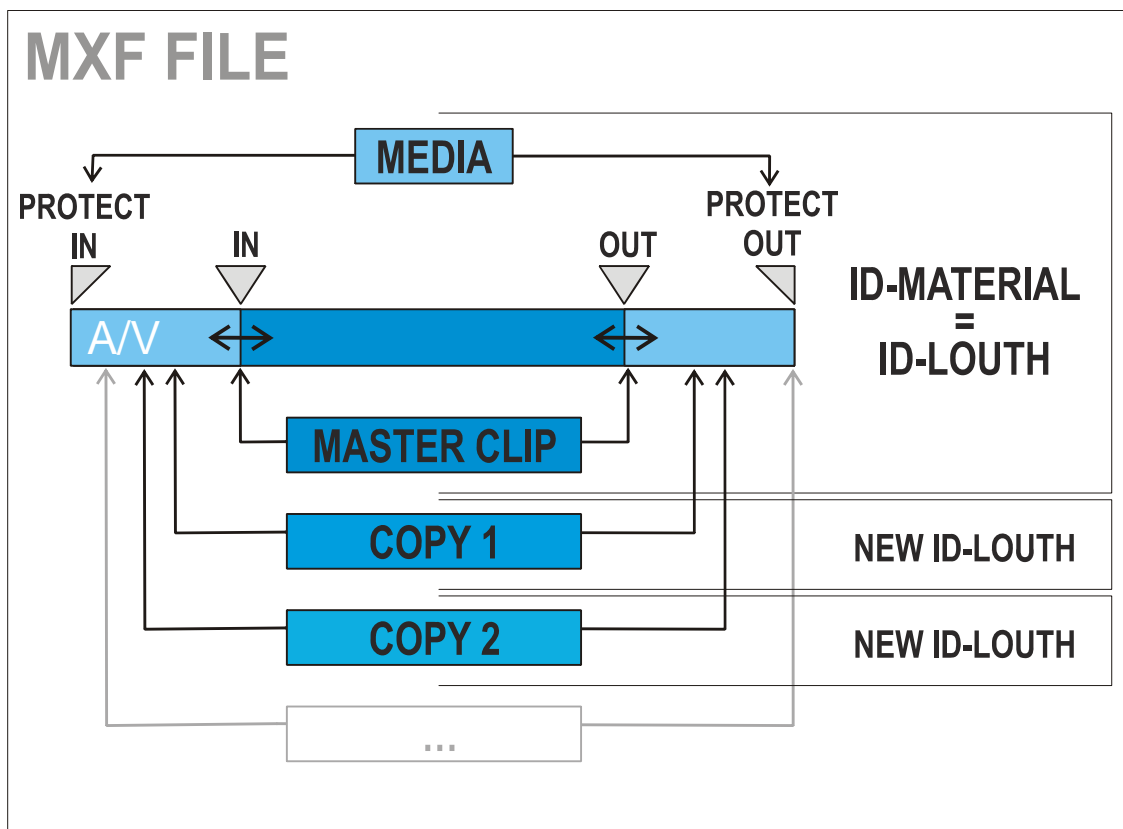 MXF FILE
MEDIA
PROTECT
IN
IN
OUT
PROTECT
OUT
A/V
ID-MATERIAL
=
ID-LOUTH
MASTER CLIP
COPY 1
NEW ID-LOUTH
COPY 2
NEW ID-LOUTH
...